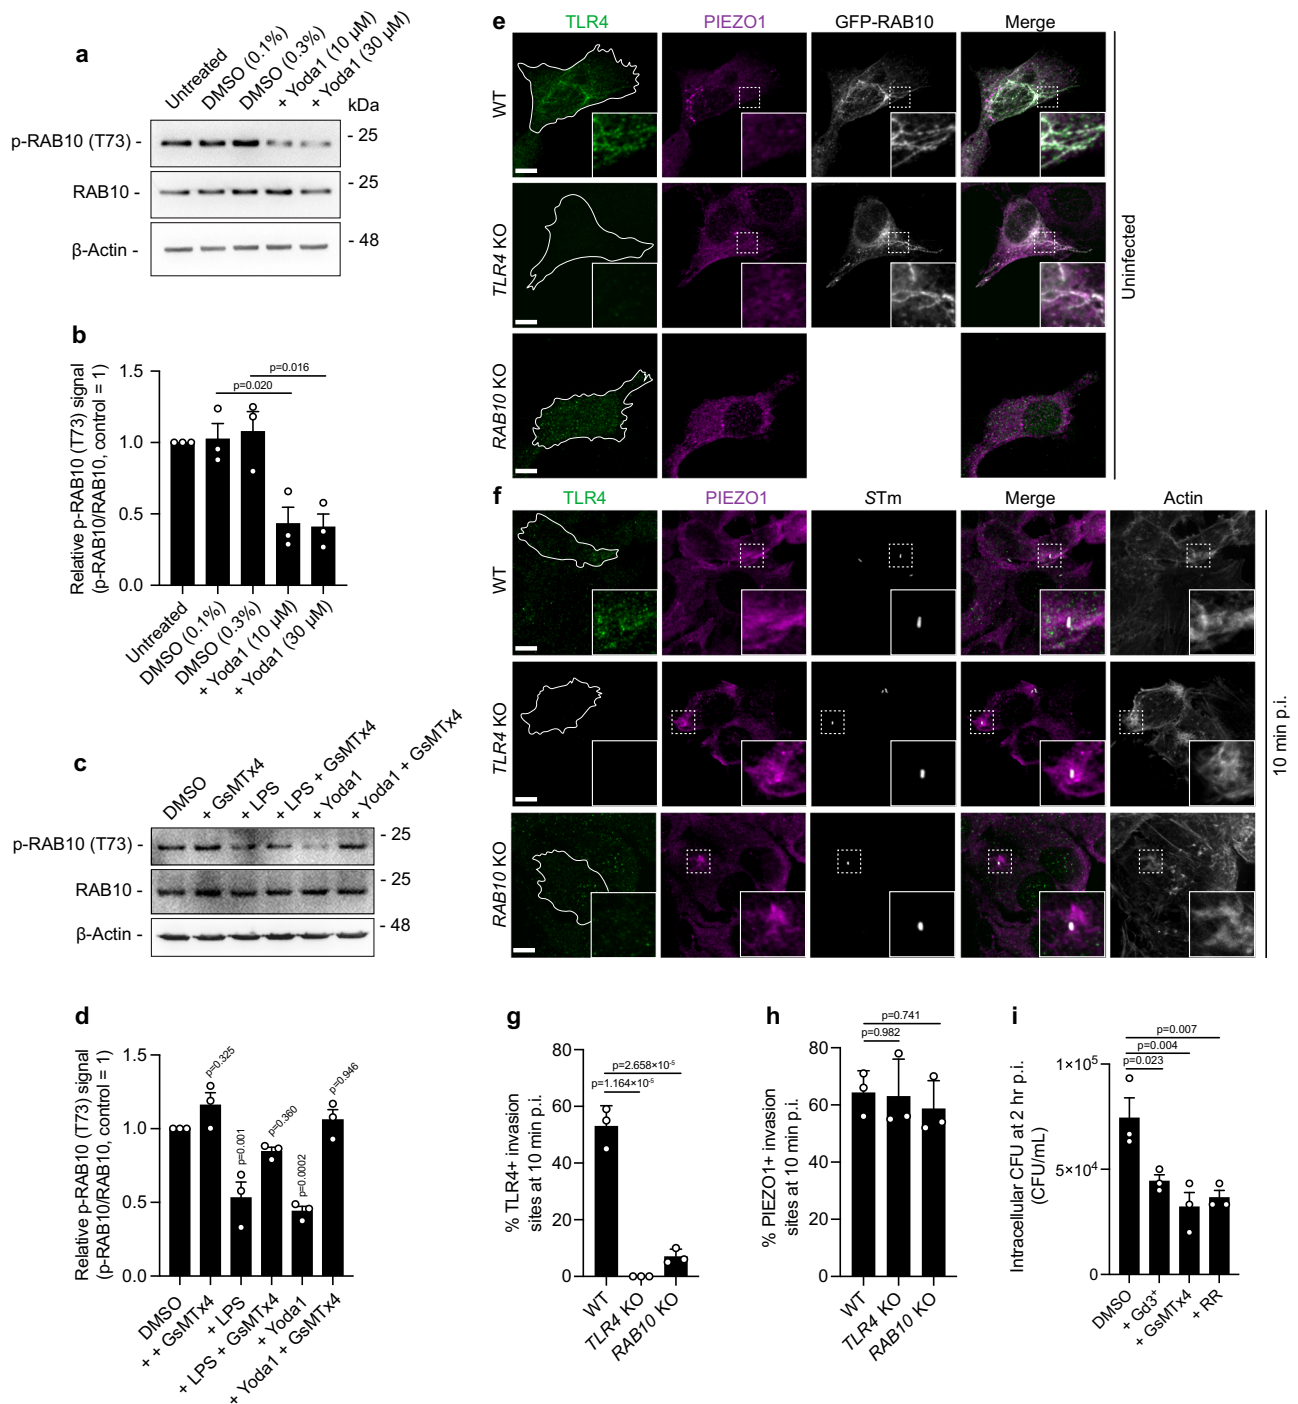 a
Untreated
DMSO (0.1%)
DMSO (0.3%)
+ Yoda1 (10 µM)
+ Yoda1 (30 µM)
kDa
p-RAB10 (T73) -
- 25
RAB10 -
- 25
β-Actin -
- 48
b
Relative p-RAB10 (T73) signal
(p-RAB10/RAB10, control = 1)
1.5
1.0
0.5
0.0
p=0.016
p=0.020
Untreated
DMSO (0.1%)
DMSO (0.3%)
+ Yoda1 (10 µM)
+ Yoda1 (30 µM)
c
DMSO
+ GsMTx4
+ LPS
+ LPS + GsMTx4
+ Yoda1
+ Yoda1 + GsMTx4
p-RAB10 (T73) -
- 25
RAB10 -
- 25
β-Actin -
- 48
d
Relative p-RAB10 (T73) signal
(p-RAB10/RAB10, control = 1)
1.5
1.0
0.5
0.0
p=0.325
p=0.001
p=0.360
p=0.0002
p=0.946
DMSO
+ + GsMTx4
+ LPS
+ LPS + GsMTx4
+ Yoda1
+ Yoda1 + GsMTx4
e
TLR4
PIEZO1
GFP-RAB10
Merge
WT
TLR4 KO
RAB10 KO
Uninfected
f
TLR4
PIEZO1
STm
Merge
Actin
WT
TLR4 KO
RAB10 KO
10 min p.i.
g
% TLR4+ invasion
sites at 10 min p.i.
80
60
40
20
0
p=2.658×10⁻⁵
p=1.164×10⁻⁵
WT
TLR4 KO
RAB10 KO
h
% PIEZO1+ invasion
sites at 10 min p.i.
80
60
40
20
0
p=0.741
p=0.982
WT
TLR4 KO
RAB10 KO
i
Intracellular CFU at 2 hr p.i.
(CFU/mL)
1×10⁵
5×10⁴
0
p=0.007
p=0.004
p=0.023
DMSO
+ Gd3⁺
+ GsMTx4
+ RR